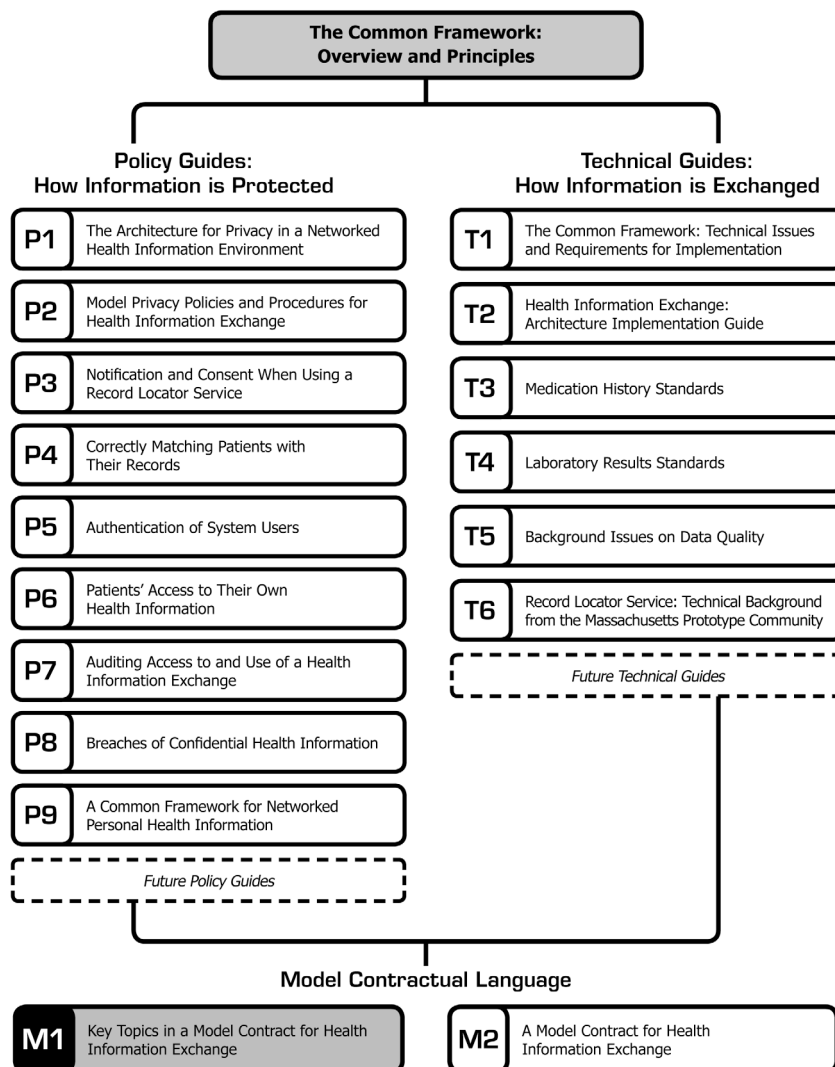 The Common Framework:
Overview and Principles
Policy Guides:
How Information is Protected
P1
The Architecture for Privacy in a Networked
Health Information Environment
P2
Model Privacy Policies and Procedures for
Health Information Exchange
P3
Notification and Consent When Using a
Record Locator Service
P4
Correctly Matching Patients with
Their Records
P5
Authentication of System Users
P6
Patients’ Access to Their Own
Health Information
P7
Auditing Access to and Use of a Health
Information Exchange
P8
Breaches of Confidential Health Information
P9
A Common Framework for Networked
Personal Health Information
Future Policy Guides
Technical Guides:
How Information is Exchanged
T1
The Common Framework: Technical Issues
and Requirements for Implementation
T2
Health Information Exchange:
Architecture Implementation Guide
T3
Medication History Standards
T4
Laboratory Results Standards
T5
Background Issues on Data Quality
T6
Record Locator Service: Technical Background
from the Massachusetts Prototype Community
Future Technical Guides
Model Contractual Language
M1
Key Topics in a Model Contract for Health
Information Exchange
M2
A Model Contract for Health
Information Exchange